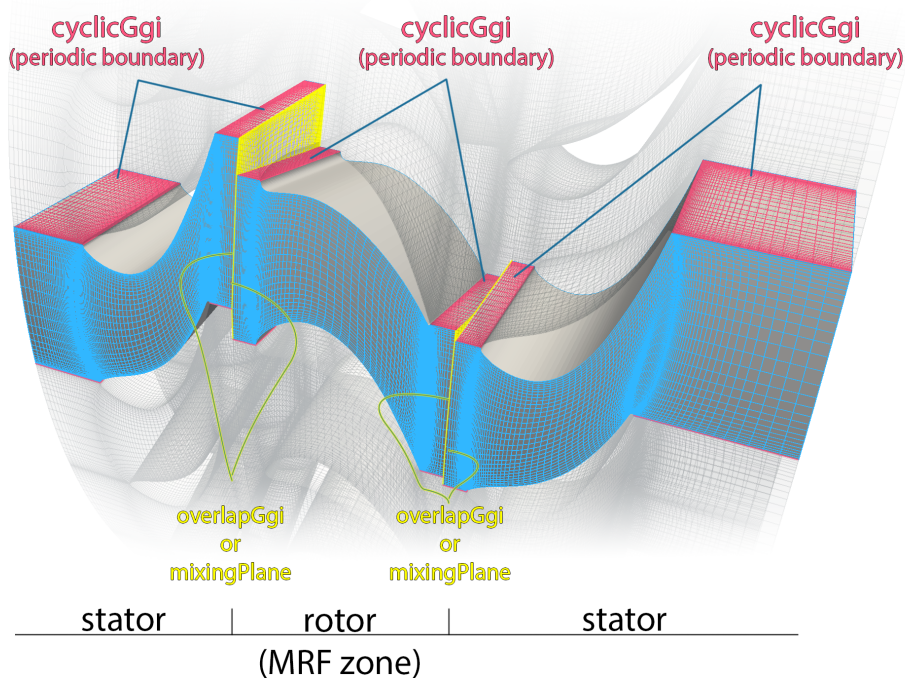 cyclicGgi
(periodic boundary)
cyclicGgi
(periodic boundary)
cyclicGgi
(periodic boundary)
overlapGgi
or
mixingPlane
overlapGgi
or
mixingPlane
stator
rotor
stator
(MRF zone)